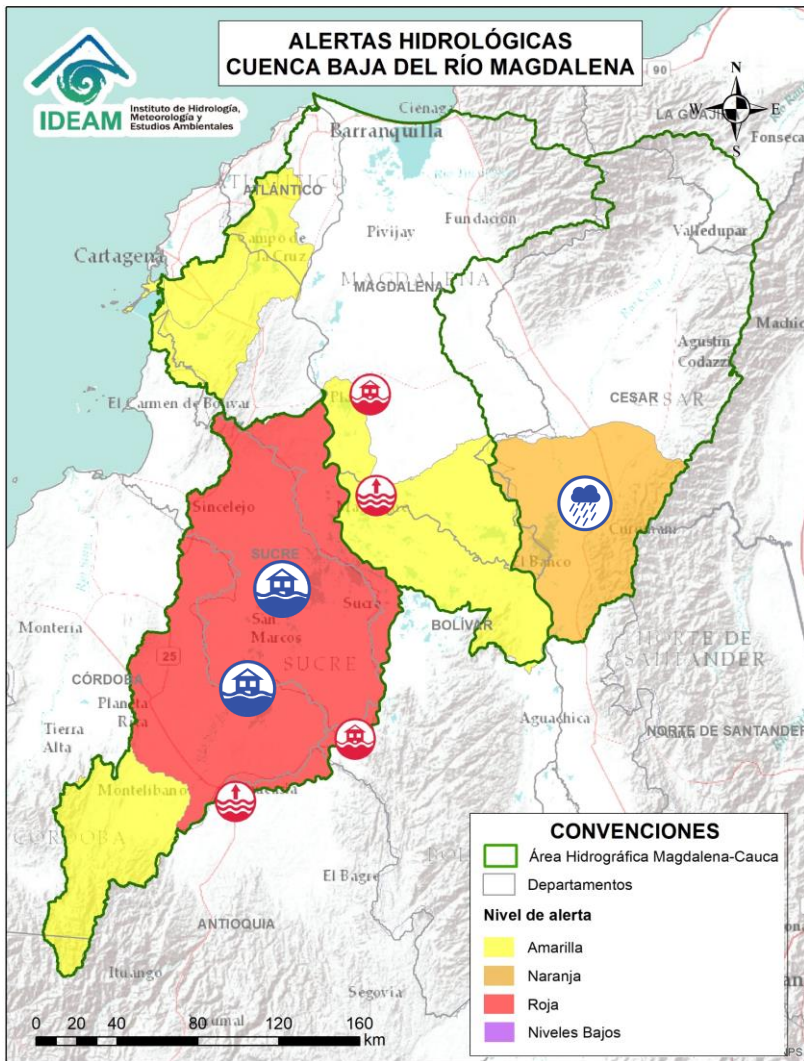 ALERTAS HIDROLÓGICAS
CUENCA BAJA DEL RÍO MAGDALENA
IDEAM
Instituto de Hidrología,
Meteorología y
Estudios Ambientales
N
W E
S
90
Ciénaga
LA GUAJIRA
Barranquilla
Fonseca
ATLÁNTICO
Fundación
Pivijay
Valledupar
Campo de
la Cruz
Cartagena
MAGDALENA
MAGDALENA
Agustín
Codazzi
El Carmen de Bolívar
CESAR
CESAR
Sincelejo
El Banco
SUCRE
Sucre
San
Marcos
BOLÍVAR
Montería
25
SUCRE
NORTE DE
SANTANDER
CÓRDOBA
Planeta
Rica
Aguachica
Tierra
Alta
NORTE DE SANTANDER
Montelíbano
CÓRDOBA
El Bagre
ANTIOQUIA
Ituango
Segovia
0 20 40 80 120 160
km
CONVENCIONES
Área Hidrográfica Magdalena-Cauca
Departamentos
Nivel de alerta
Amarilla
Naranja
Roja
Niveles Bajos